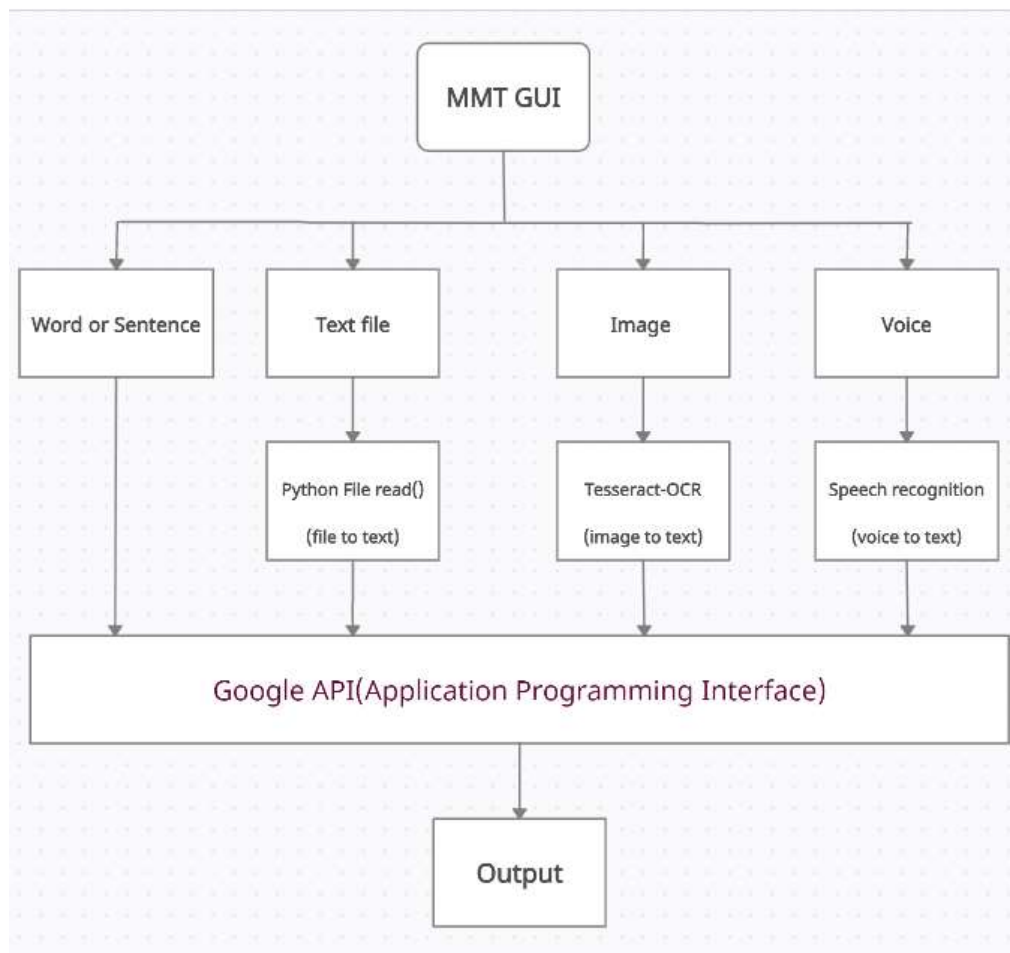 MMT GUI
Word or Sentence
Text file
Image
Voice
Python File read()
(file to text)
Tesseract-OCR
(image to text)
Speech recognition
(voice to text)
Google API(Application Programming Interface)
Output